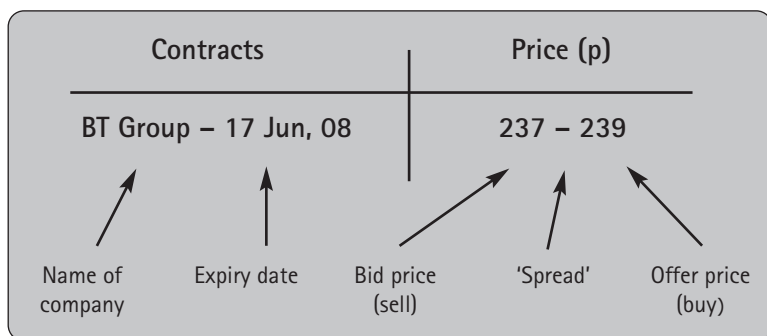 Contracts Price (p)
BT Group – 17 Jun, 08 237 – 239
Name of company
Expiry date
Bid price (sell)
'Spread'
Offer price (buy)